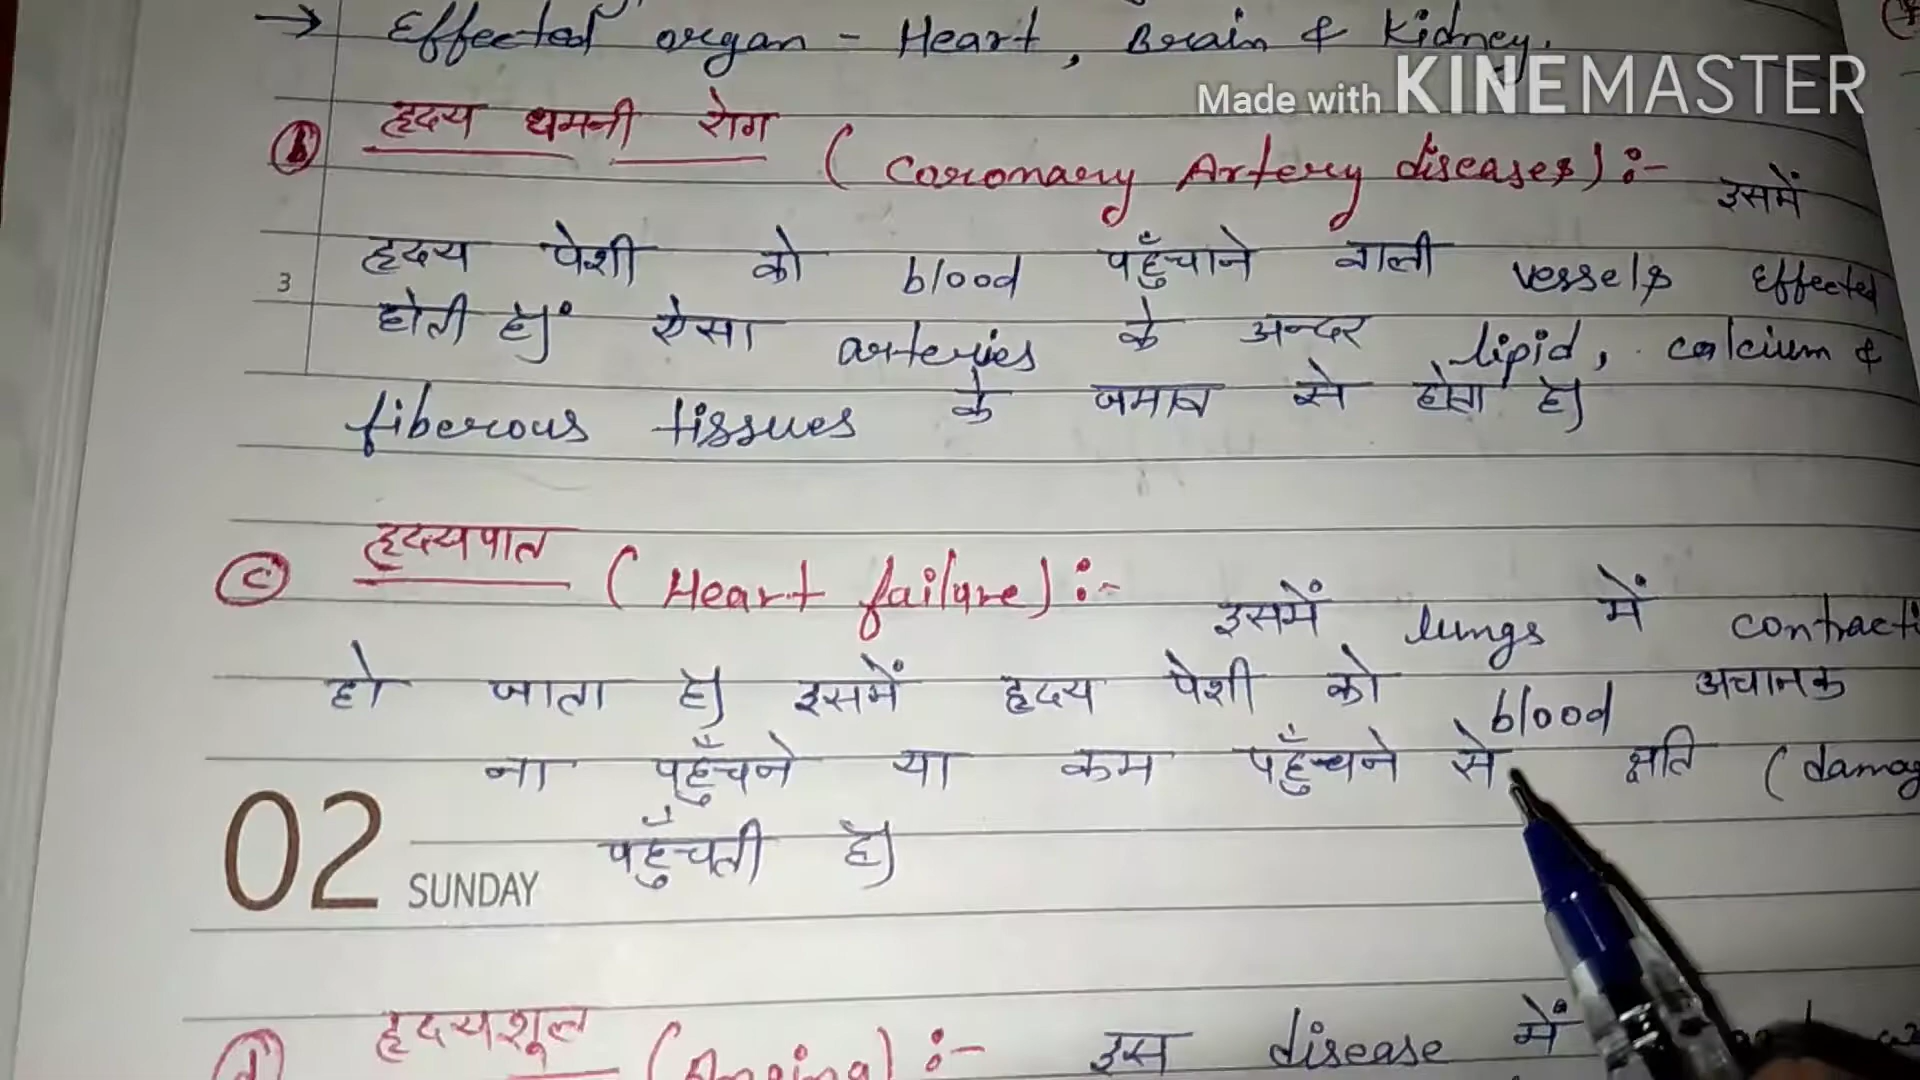 → Effected organ - Heart, Brain & Kidney.
Made with KINEMASTER
(b) हृदय धमनी रोग (Coronary Artery diseases) :- इसमें
हृदय पेशी को blood पहुँचाने वाली vessels Effected
3
होती है। ऐसा arteries के अन्दर lipid, calcium &
fiberous tissues के जमाव से होता है।
(c) हृदयपात (Heart failure) :- इसमें lungs में contracti
हो जाता है। इसमें हृदय पेशी को blood अचानक
ना पहुँचने या कम पहुँचने से क्षति (damag
02 SUNDAY पहुँचती है।
(d) हृदयशूल (Angina) :- इस disease में